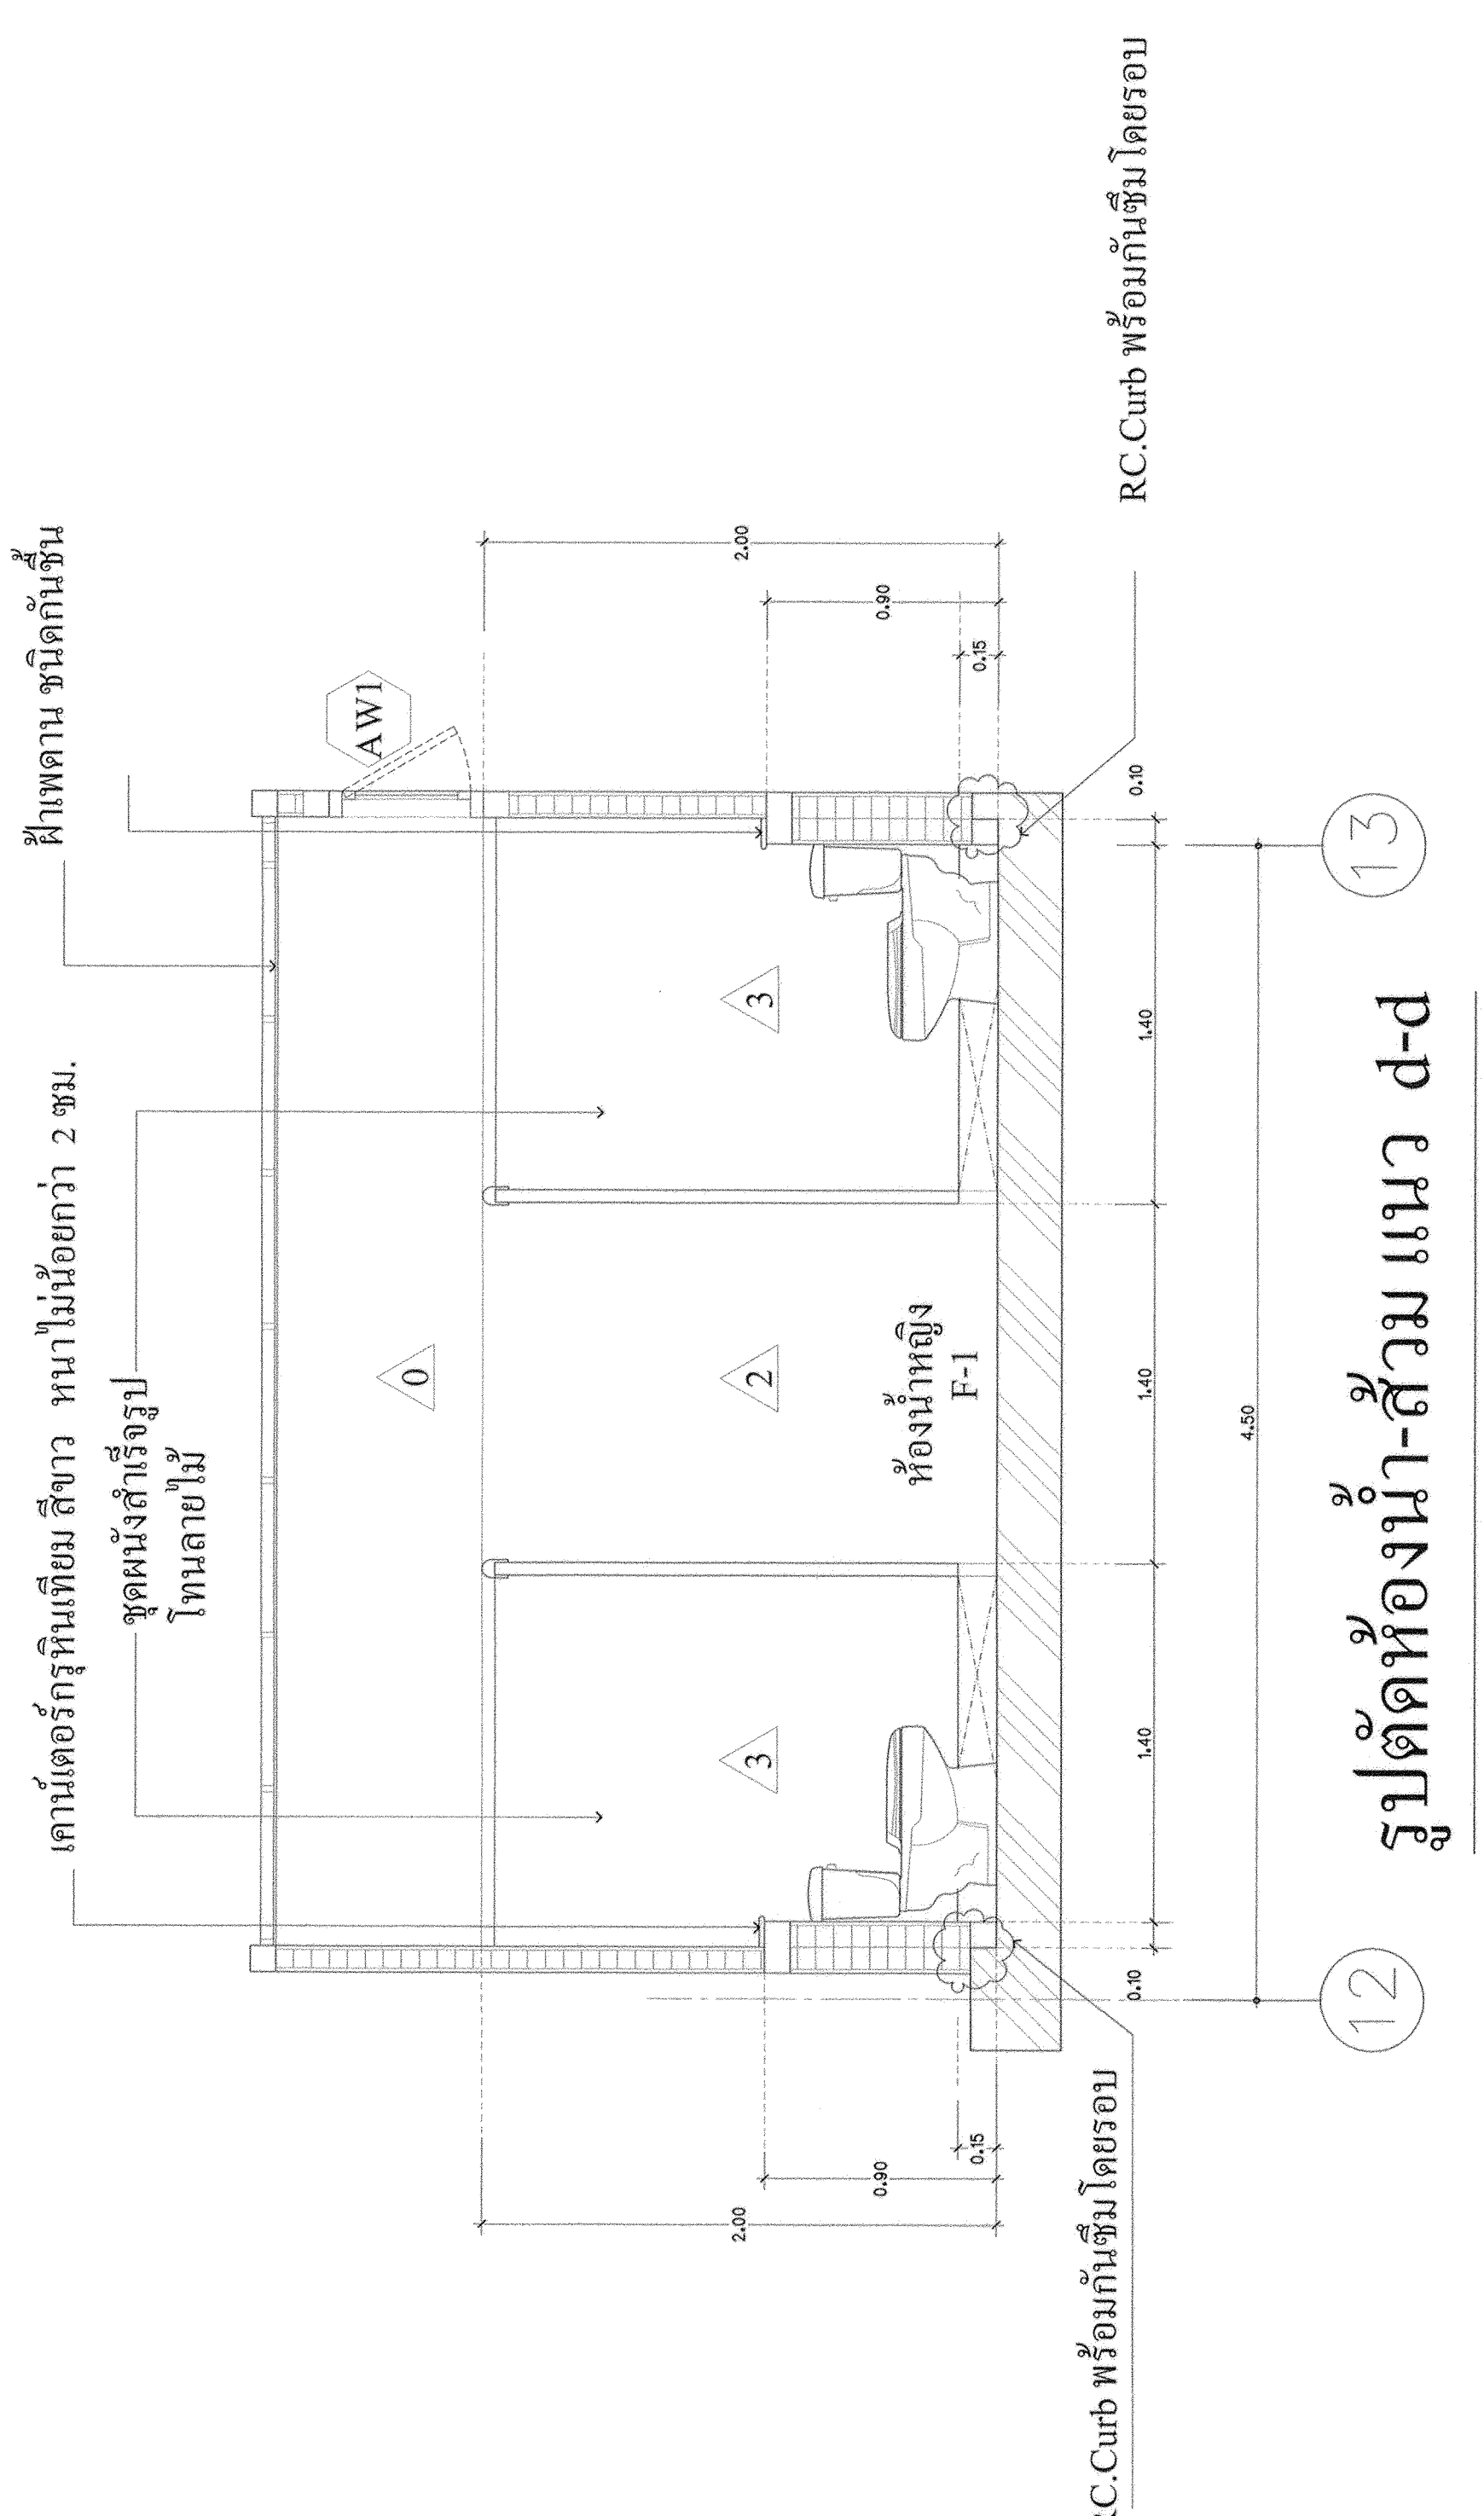 ฝ้าเพดาน ชนิดกันชื้น
เคาน์เตอร์กรุหินเทียม สีขาว หนาไม่น้อยกว่า 2 ซม.
ชุดผนังสำเร็จรูป
โทนลายไม้
AW1
0
3
2
3
2.00
0.90
0.15
2.00
0.90
0.15
ห้องน้ำหญิง
F-1
RC.Curb พร้อมกันซึมโดยรอบ
RC.Curb พร้อมกันซึมโดยรอบ
0.10
1.40
1.40
1.40
0.10
4.50
12
13
รูปตัดห้องน้ำ-ส้วม แนว d-d